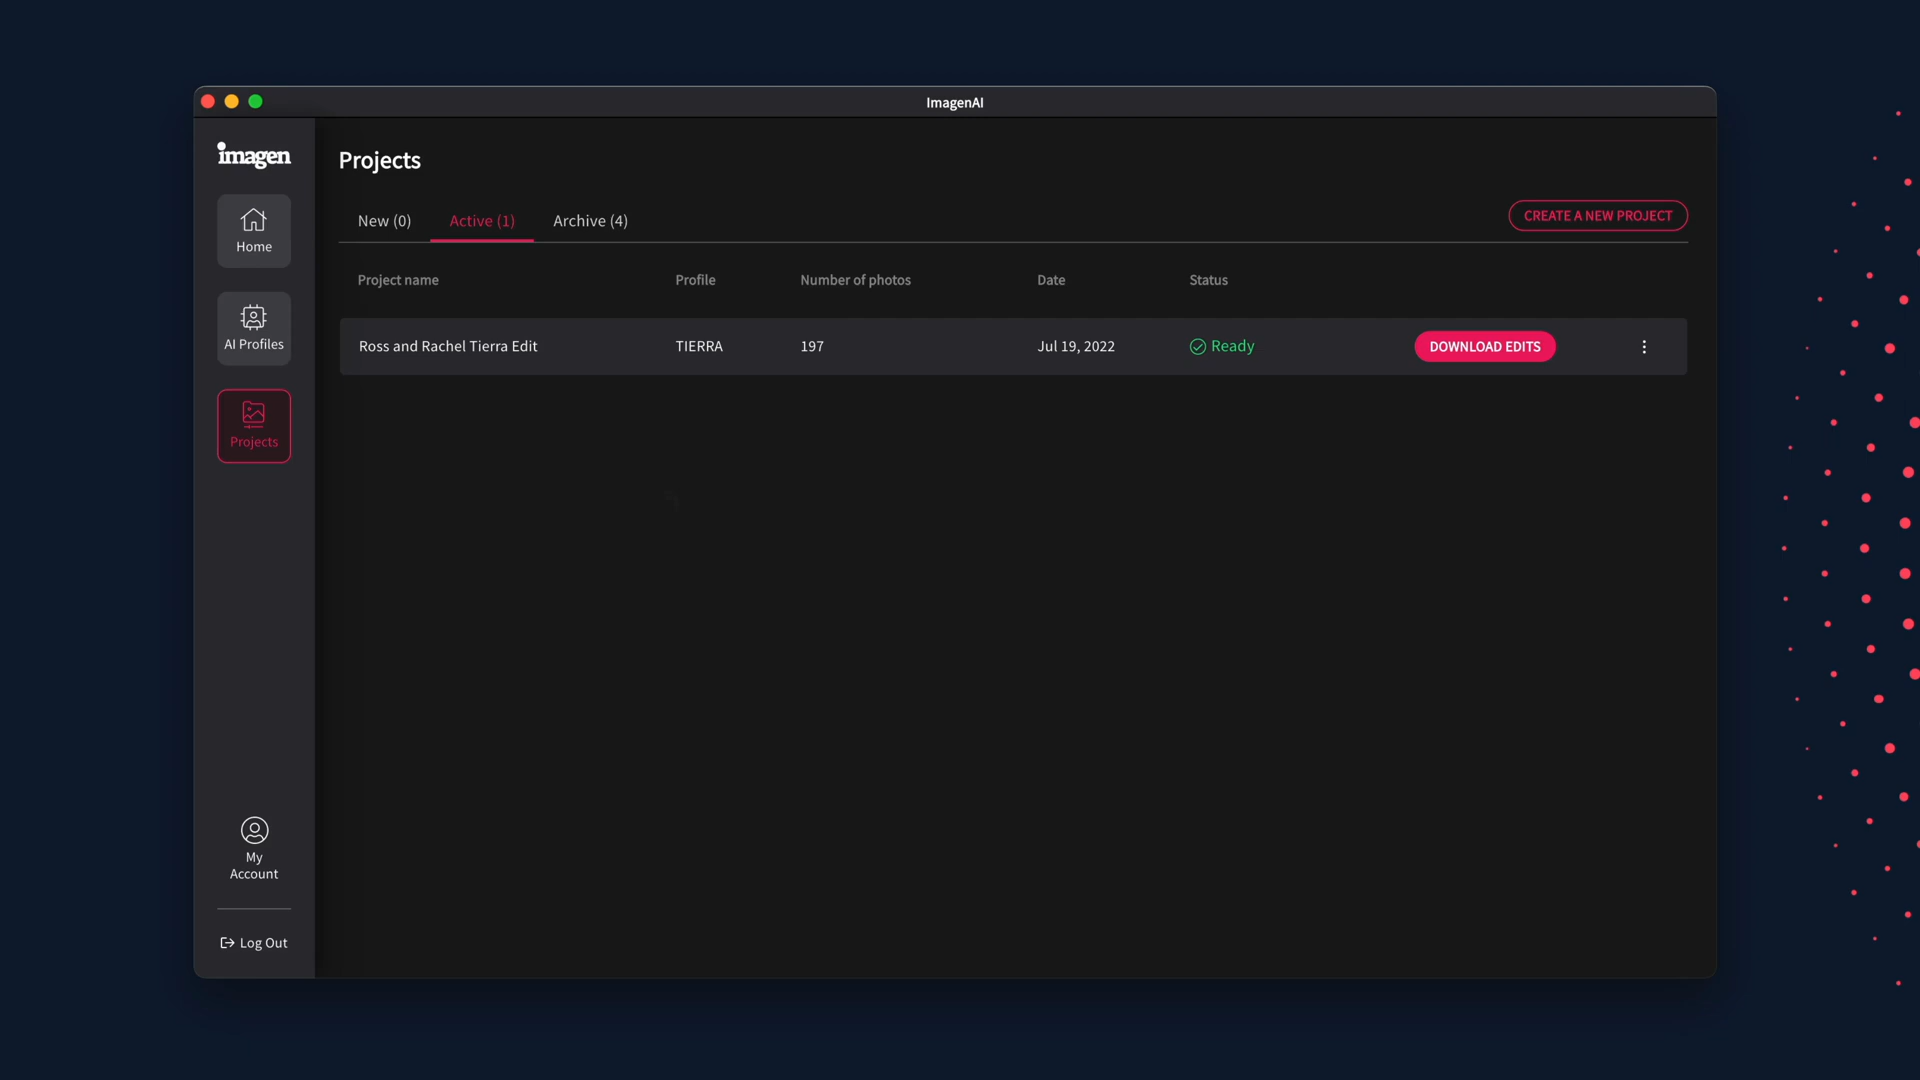 ImagenAI
imagen
Home
AI Profiles
Projects
My
Account
Log Out
Projects
New (0)
Active (1)
Archive (4)
CREATE A NEW PROJECT
Project name
Profile
Number of photos
Date
Status
Ross and Rachel Tierra Edit
TIERRA
197
Jul 19, 2022
Ready
DOWNLOAD EDITS